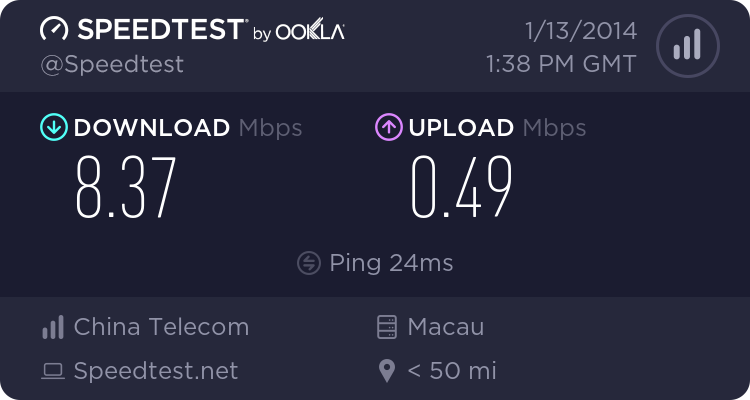 SPEEDTEST® by OOKLA®
@Speedtest
1/13/2014
1:38 PM GMT
DOWNLOAD Mbps
8.37
UPLOAD Mbps
0.49
Ping 24ms
China Telecom
Macau
Speedtest.net
< 50 mi